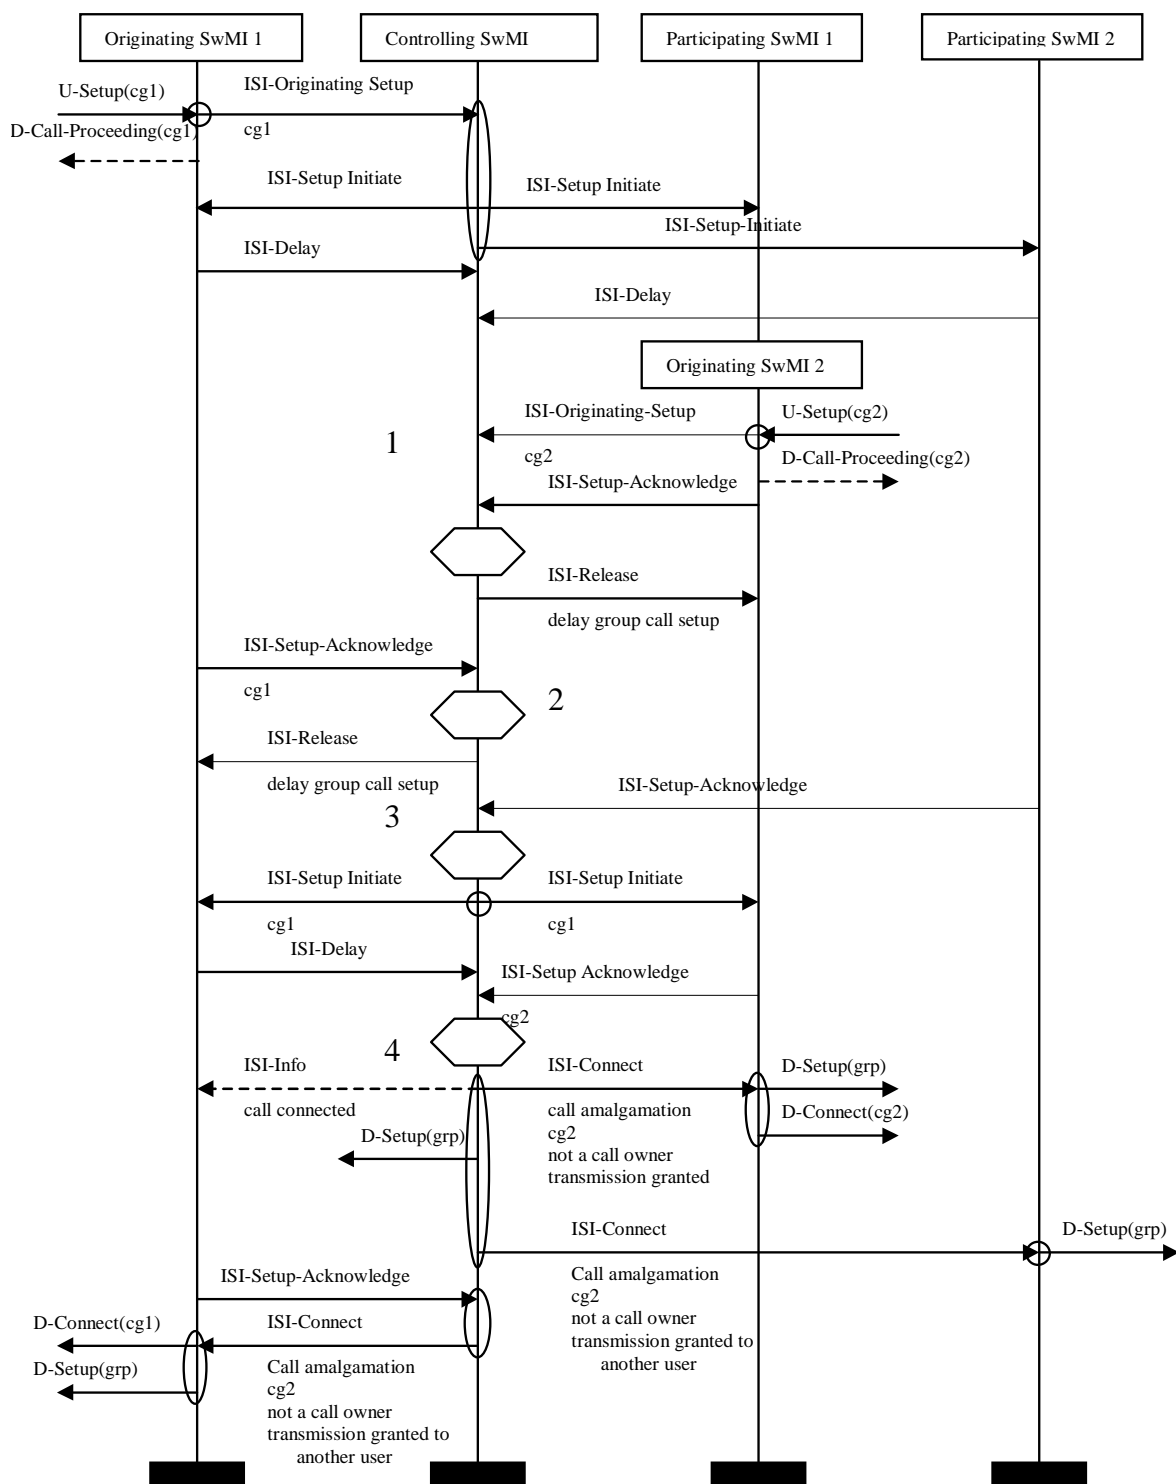 Originating SwMI 1
Controlling SwMI
Participating SwMI 1
Participating SwMI 2
U-Setup(cg1)
ISI-Originating Setup
D-Call-Proceeding(cg1)
cg1
ISI-Setup Initiate
ISI-Setup Initiate
ISI-Setup-Initiate
ISI-Delay
ISI-Delay
Originating SwMI 2
ISI-Originating-Setup
U-Setup(cg2)
1
cg2
D-Call-Proceeding(cg2)
ISI-Setup-Acknowledge
ISI-Release
delay group call setup
ISI-Setup-Acknowledge
cg1
2
ISI-Release
delay group call setup
ISI-Setup-Acknowledge
3
ISI-Setup Initiate
ISI-Setup Initiate
cg1
cg1
ISI-Delay
ISI-Setup Acknowledge
cg2
4
ISI-Info
ISI-Connect
D-Setup(grp)
call connected
call amalgamation
cg2
not a call owner
transmission granted
D-Connect(cg2)
D-Setup(grp)
ISI-Connect
D-Setup(grp)
Call amalgamation
cg2
not a call owner
transmission granted to
another user
ISI-Setup-Acknowledge
D-Connect(cg1)
ISI-Connect
D-Setup(grp)
Call amalgamation
cg2
not a call owner
transmission granted to
another user